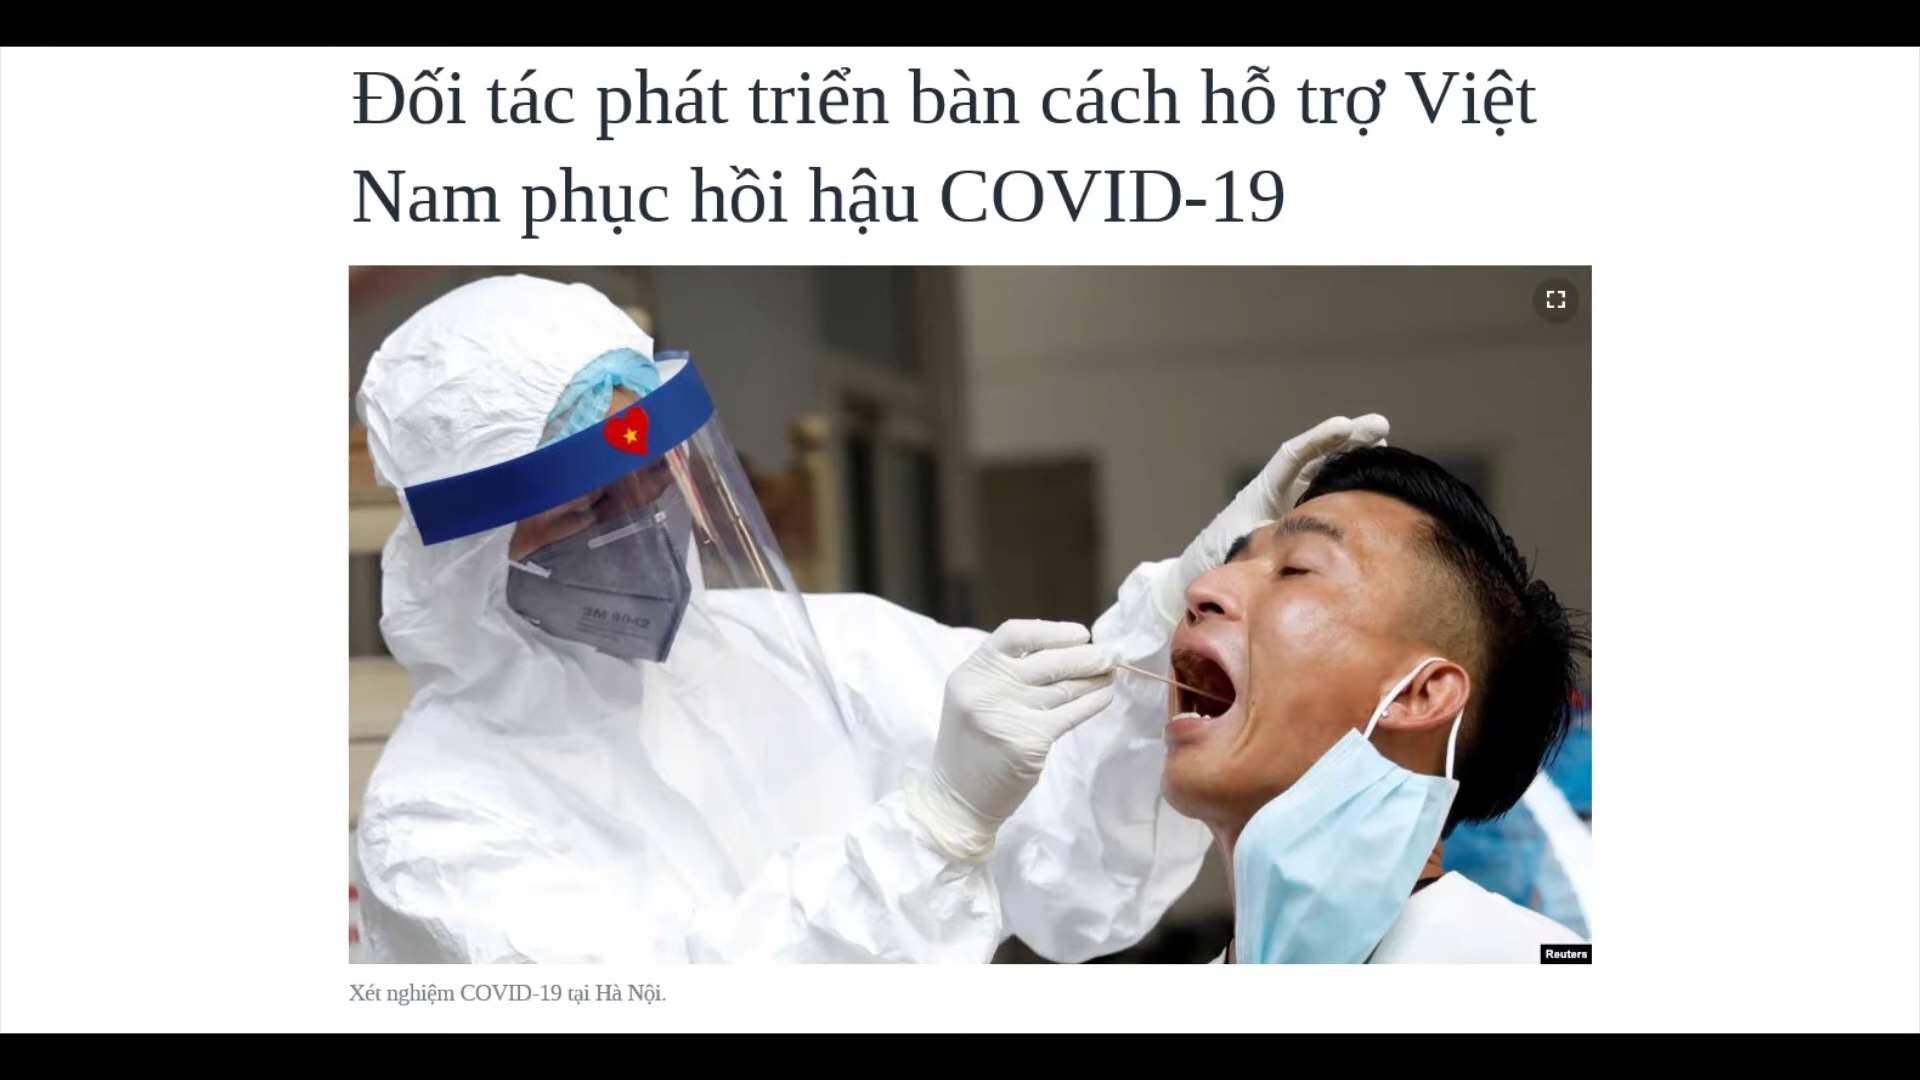 Đối tác phát triển bàn cách hỗ trợ Việt
Nam phục hồi hậu COVID-19
3M 9042
Reuters
Xét nghiệm COVID-19 tại Hà Nội.